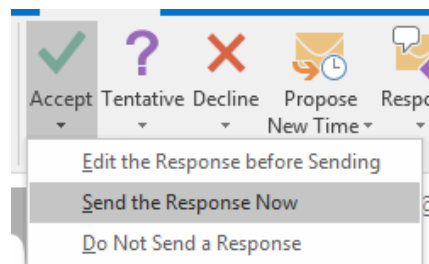 Accept Tentative Decline Propose
New Time
Edit the Response before Sending
Send the Response Now
Do Not Send a Response